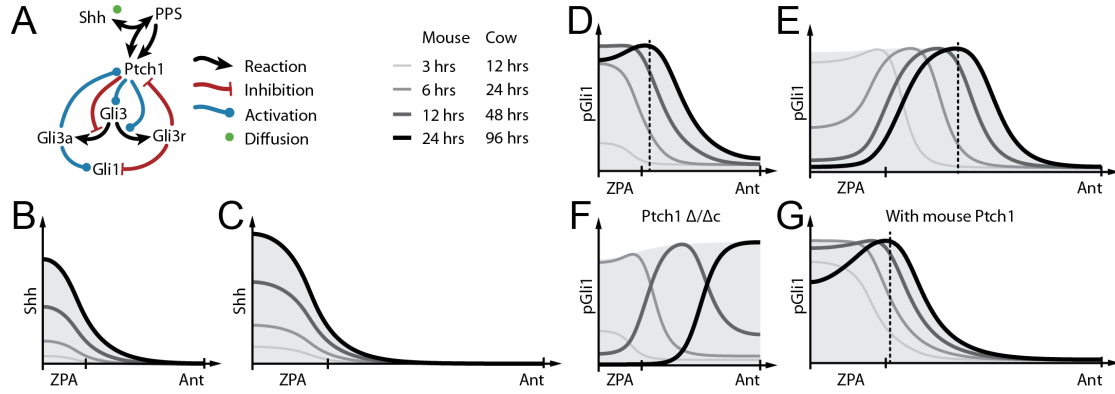 A
Shh
PPS
Ptch1
Gli3
Gli3a
Gli3r
Gli1
Reaction
Inhibition
Activation
Diffusion
Mouse Cow
3 hrs 12 hrs
6 hrs 24 hrs
12 hrs 48 hrs
24 hrs 96 hrs
B
Shh
ZPA Ant
C
Shh
ZPA Ant
D
pGli1
ZPA Ant
E
pGli1
ZPA Ant
F
Ptch1 Δ/Δc
pGli1
ZPA Ant
G
With mouse Ptch1
pGli1
ZPA Ant